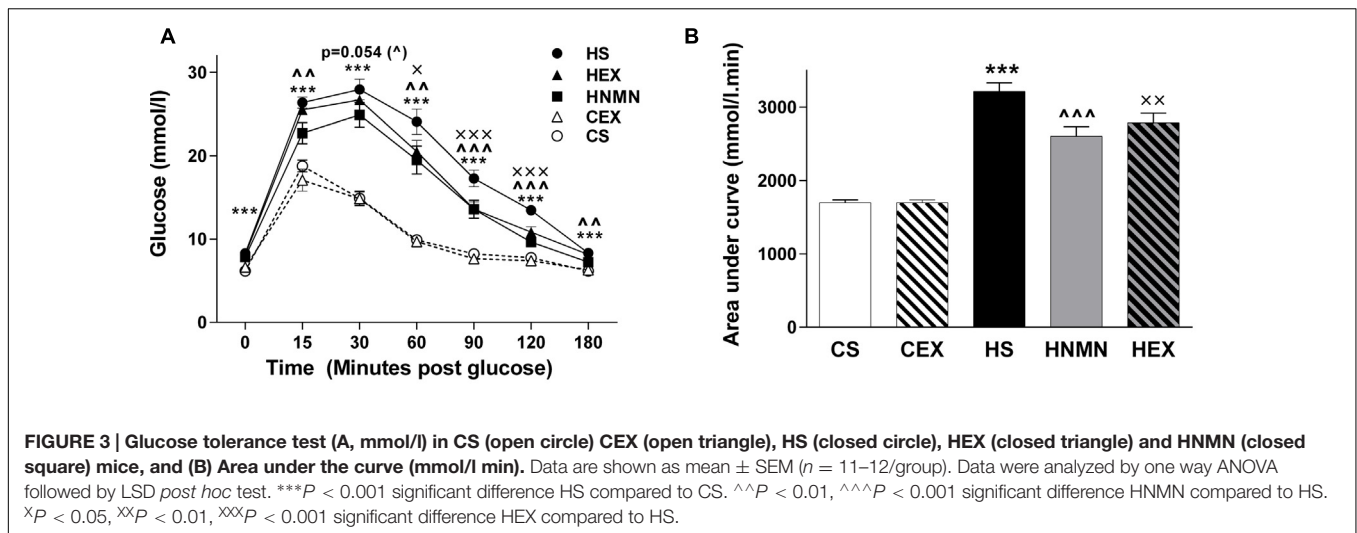 A
p=0.054 (^)
^^
***
***
×
^^
***
×××
^^^
***
×××
^^^
***
^^
***
***
HS
HEX
HNMN
CEX
CS
30
20
10
0
Glucose (mmol/l)
0 15 30 60 90 120 180
Time (Minutes post glucose)
B
***
^^^
××
3000
2000
1000
0
Area under curve (mmol/l.min)
CS CEX HS HNMN HEX
FIGURE 3 | Glucose tolerance test (A, mmol/l) in CS (open circle) CEX (open triangle), HS (closed circle), HEX (closed triangle) and HNMN (closed
square) mice, and (B) Area under the curve (mmol/l min). Data are shown as mean ± SEM (n = 11–12/group). Data were analyzed by one way ANOVA
followed by LSD post hoc test. ***P < 0.001 significant difference HS compared to CS. ^^P < 0.01, ^^^P < 0.001 significant difference HNMN compared to HS.
XP < 0.05, XXP < 0.01, XXXP < 0.001 significant difference HEX compared to HS.